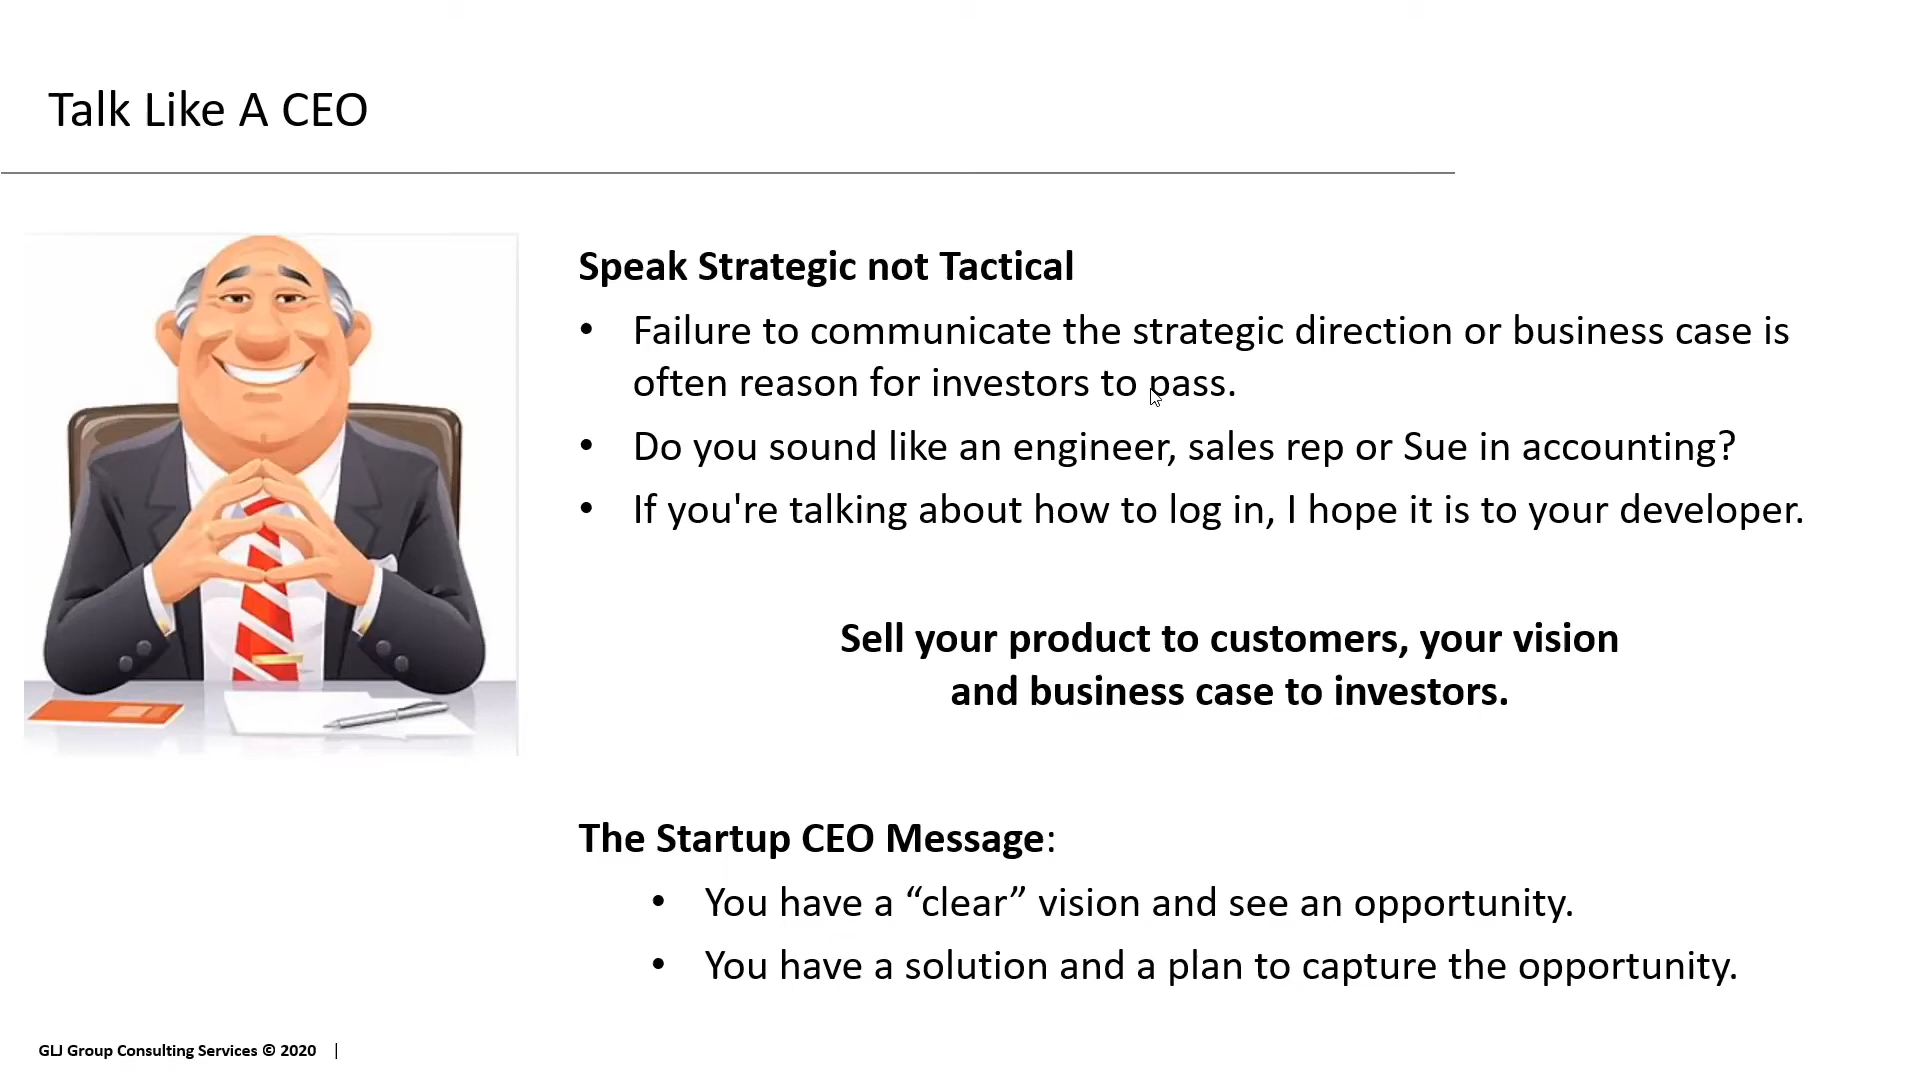 Talk Like A CEO
Speak Strategic not Tactical
• Failure to communicate the strategic direction or business case is
often reason for investors to pass.
• Do you sound like an engineer, sales rep or Sue in accounting?
• If you're talking about how to log in, I hope it is to your developer.
Sell your product to customers, your vision
and business case to investors.
The Startup CEO Message:
• You have a “clear” vision and see an opportunity.
• You have a solution and a plan to capture the opportunity.
GLJ Group Consulting Services © 2020 |